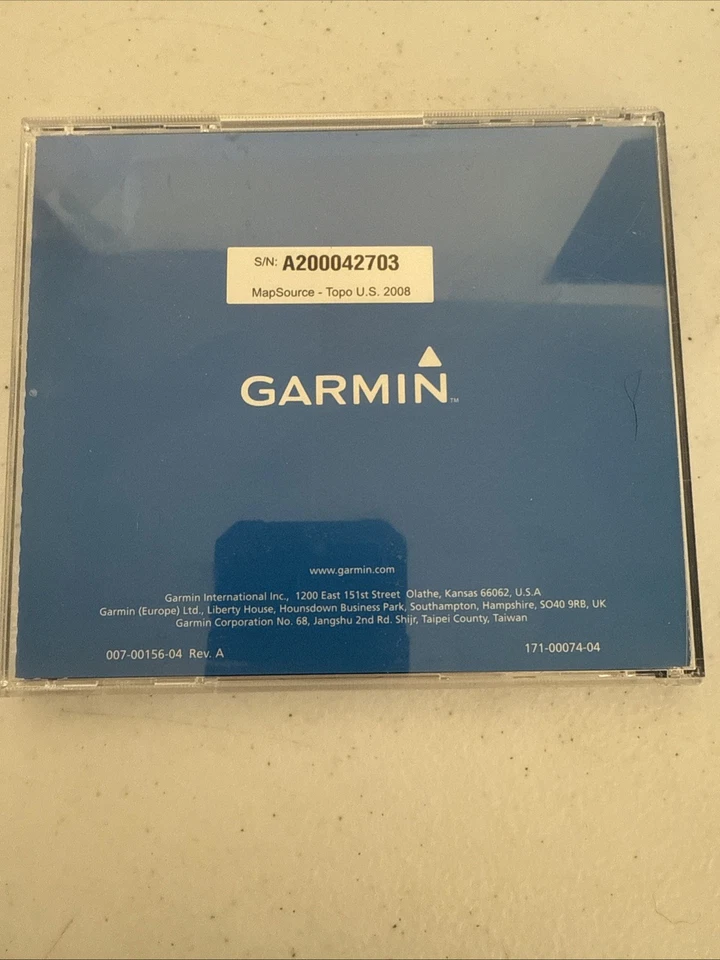 S/N: A200042703
MapSource - Topo U.S. 2008
GARMIN™
www.garmin.com
Garmin International Inc., 1200 East 151st Street Olathe, Kansas 66062, U.S.A
Garmin (Europe) Ltd., Liberty House, Hounsdown Business Park, Southampton, Hampshire, SO40 9RB, UK
Garmin Corporation No. 68, Jangshu 2nd Rd. Shijr, Taipei County, Taiwan
007-00156-04 Rev. A
171-00074-04